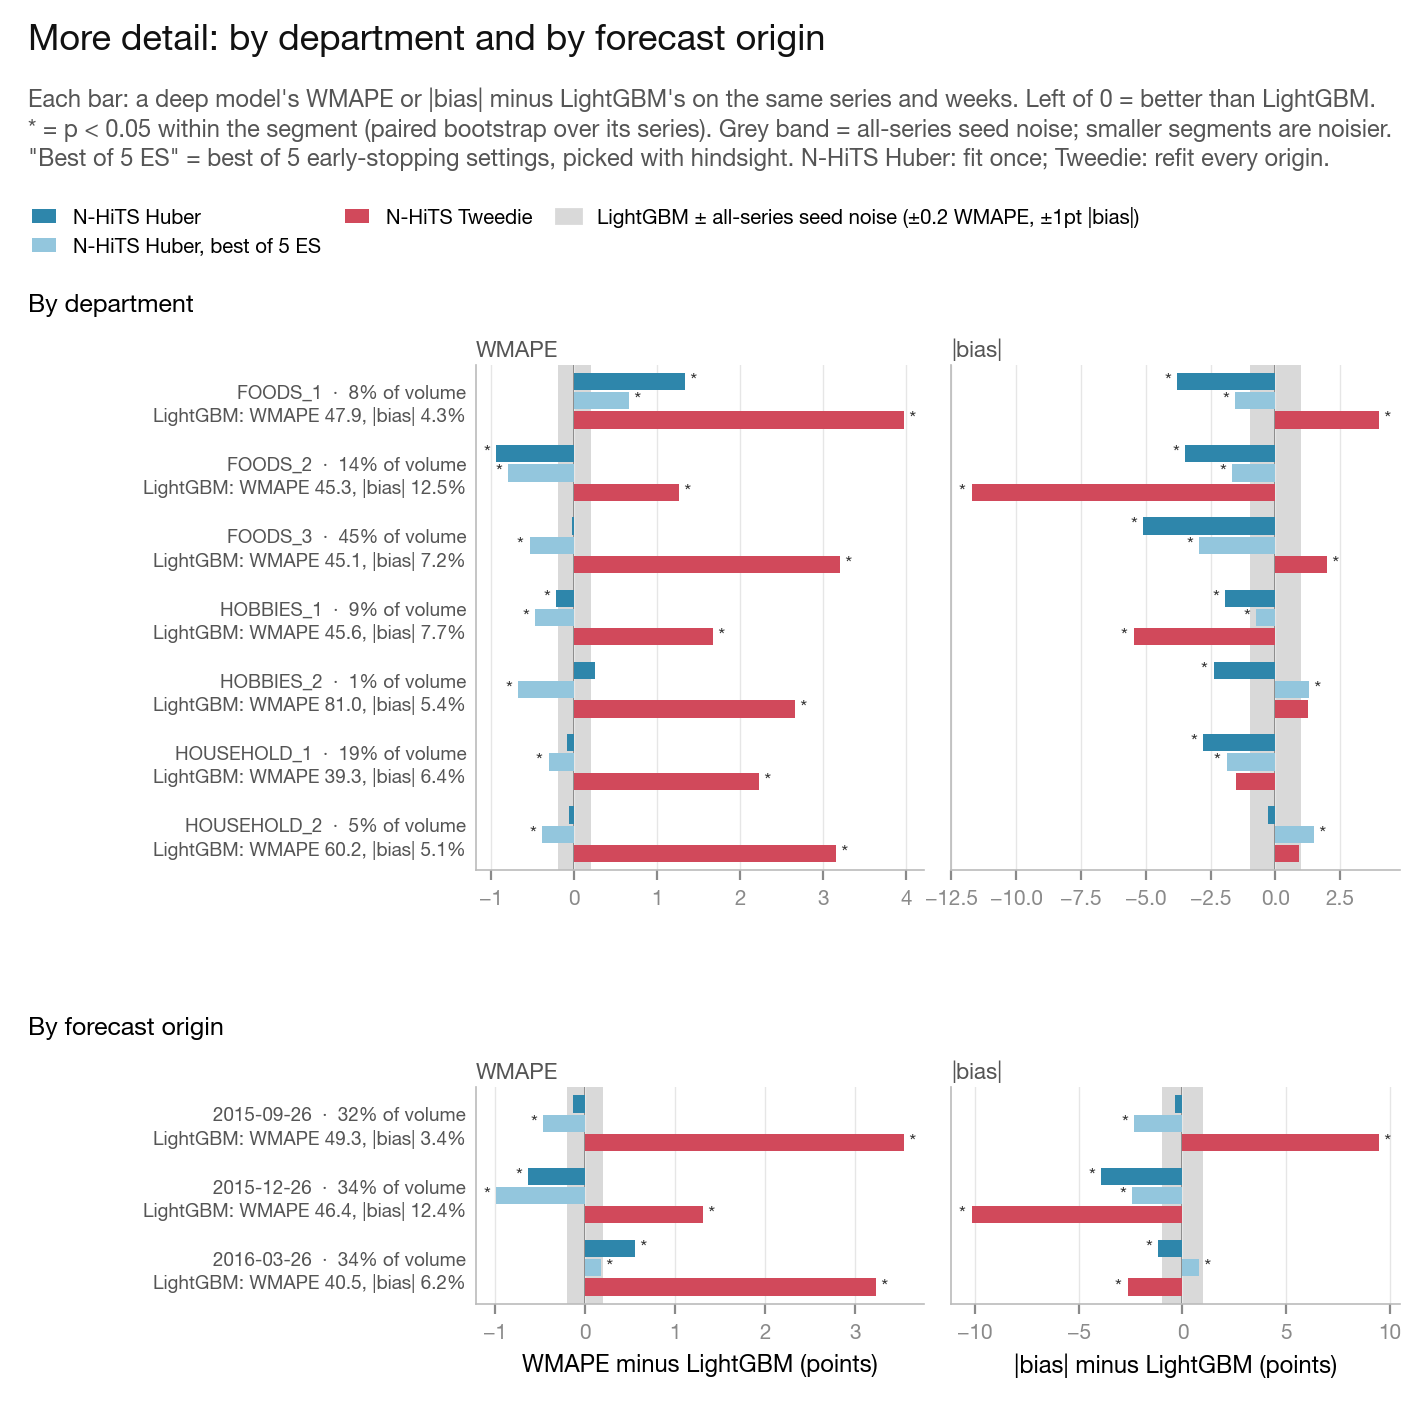 More detail: by department and by forecast origin
Each bar: a deep model's WMAPE or |bias| minus LightGBM's on the same series and weeks. Left of 0 = better than LightGBM.
* = p < 0.05 within the segment (paired bootstrap over its series). Grey band = all-series seed noise; smaller segments are noisier.
"Best of 5 ES" = best of 5 early-stopping settings, picked with hindsight. N-HiTS Huber: fit once; Tweedie: refit every origin.
N-HiTS Huber
N-HiTS Huber, best of 5 ES
N-HiTS Tweedie
LightGBM ± all-series seed noise (±0.2 WMAPE, ±1pt |bias|)
By department
WMAPE
|bias|
FOODS_1 · 8% of volume
LightGBM: WMAPE 47.9, |bias| 4.3%
FOODS_2 · 14% of volume
LightGBM: WMAPE 45.3, |bias| 12.5%
FOODS_3 · 45% of volume
LightGBM: WMAPE 45.1, |bias| 7.2%
HOBBIES_1 · 9% of volume
LightGBM: WMAPE 45.6, |bias| 7.7%
HOBBIES_2 · 1% of volume
LightGBM: WMAPE 81.0, |bias| 5.4%
HOUSEHOLD_1 · 19% of volume
LightGBM: WMAPE 39.3, |bias| 6.4%
HOUSEHOLD_2 · 5% of volume
LightGBM: WMAPE 60.2, |bias| 5.1%
−1 0 1 2 3 4
−12.5 −10.0 −7.5 −5.0 −2.5 0.0 2.5
By forecast origin
WMAPE
|bias|
2015-09-26 · 32% of volume
LightGBM: WMAPE 49.3, |bias| 3.4%
2015-12-26 · 34% of volume
LightGBM: WMAPE 46.4, |bias| 12.4%
2016-03-26 · 34% of volume
LightGBM: WMAPE 40.5, |bias| 6.2%
−1 0 1 2 3
−10 −5 0 5 10
WMAPE minus LightGBM (points)
|bias| minus LightGBM (points)